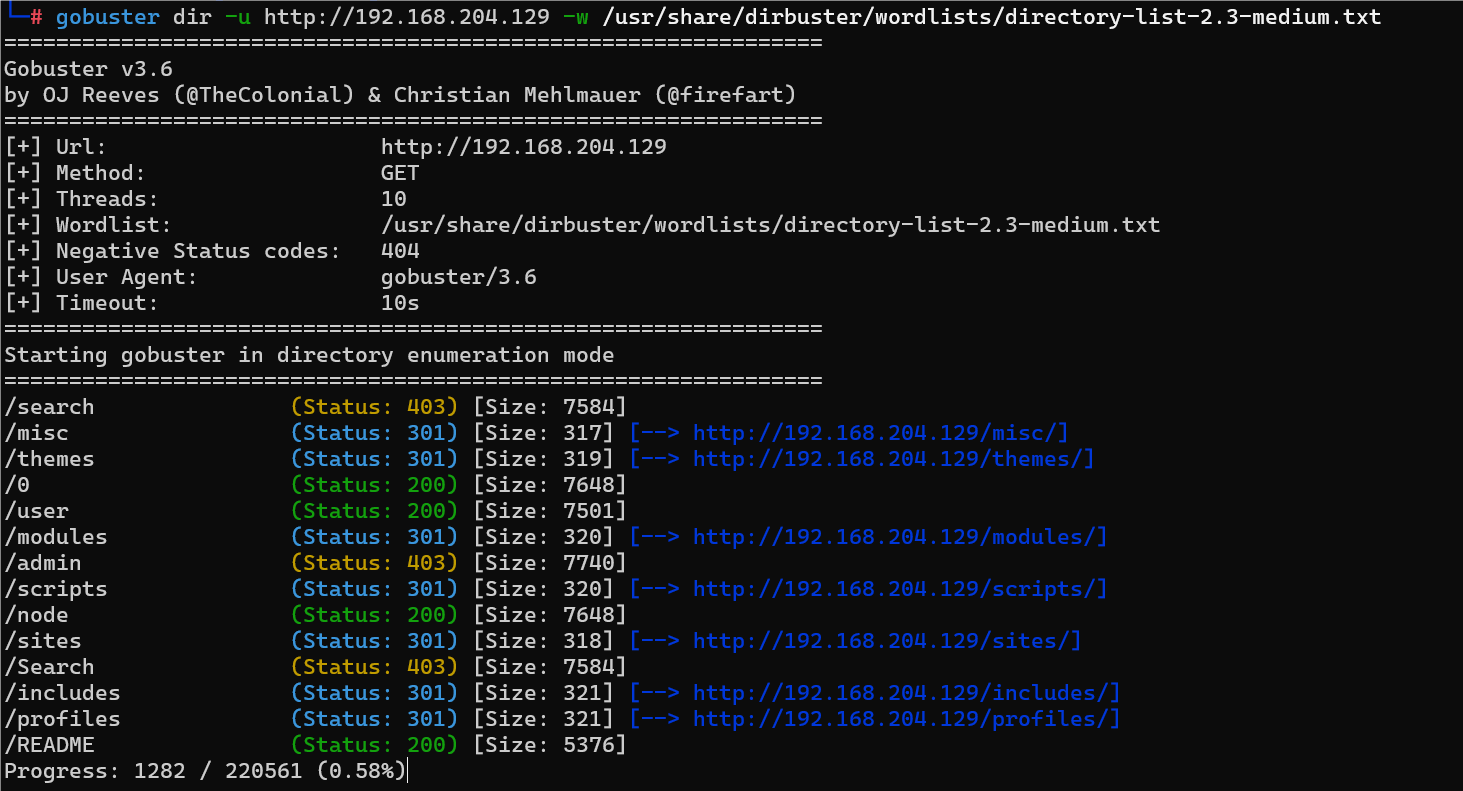 └─# gobuster dir -u http://192.168.204.129 -w /usr/share/dirbuster/wordlists/directory-list-2.3-medium.txt
===============================================================
Gobuster v3.6
by OJ Reeves (@TheColonial) & Christian Mehlmauer (@firefart)
===============================================================
[+] Url:                     http://192.168.204.129
[+] Method:                  GET
[+] Threads:                 10
[+] Wordlist:                /usr/share/dirbuster/wordlists/directory-list-2.3-medium.txt
[+] Negative Status codes:   404
[+] User Agent:              gobuster/3.6
[+] Timeout:                 10s
===============================================================
Starting gobuster in directory enumeration mode
===============================================================
/search               (Status: 403) [Size: 7584]
/misc                 (Status: 301) [Size: 317] [--> http://192.168.204.129/misc/]
/themes               (Status: 301) [Size: 319] [--> http://192.168.204.129/themes/]
/0                    (Status: 200) [Size: 7648]
/user                 (Status: 200) [Size: 7501]
/modules              (Status: 301) [Size: 320] [--> http://192.168.204.129/modules/]
/admin                (Status: 403) [Size: 7740]
/scripts              (Status: 301) [Size: 320] [--> http://192.168.204.129/scripts/]
/node                 (Status: 200) [Size: 7648]
/sites                (Status: 301) [Size: 318] [--> http://192.168.204.129/sites/]
/Search               (Status: 403) [Size: 7584]
/includes             (Status: 301) [Size: 321] [--> http://192.168.204.129/includes/]
/profiles             (Status: 301) [Size: 321] [--> http://192.168.204.129/profiles/]
/README               (Status: 200) [Size: 5376]
Progress: 1282 / 220561 (0.58%)